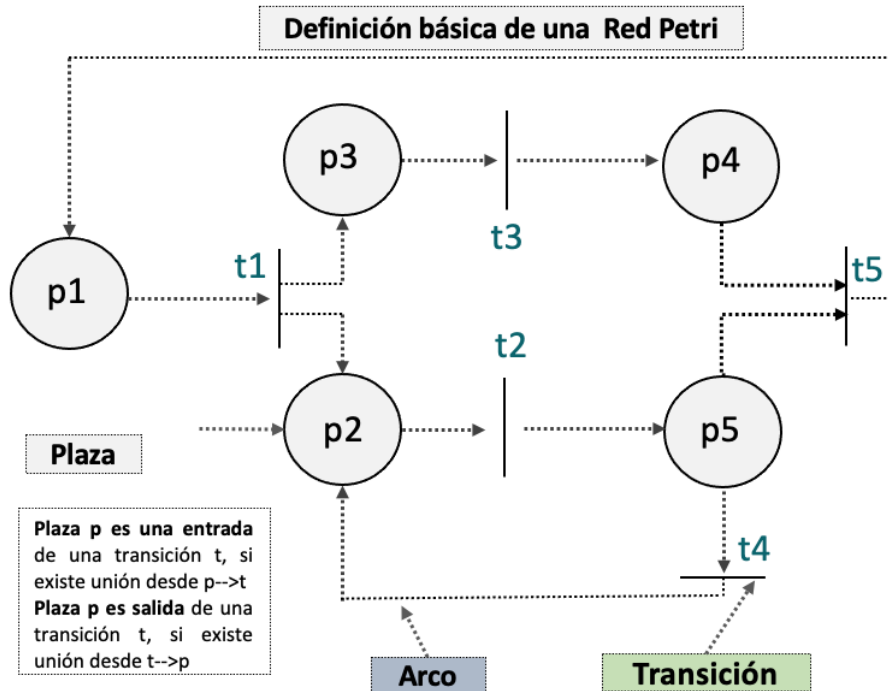 Definición básica de una Red Petri
p3
p4
t3
t1
t5
p1
t2
p2
p5
Plaza
t4
Plaza p es una entrada
de una transición t, si
existe unión desde p-->t
Plaza p es salida de una
transición t, si existe
unión desde t-->p
Arco
Transición